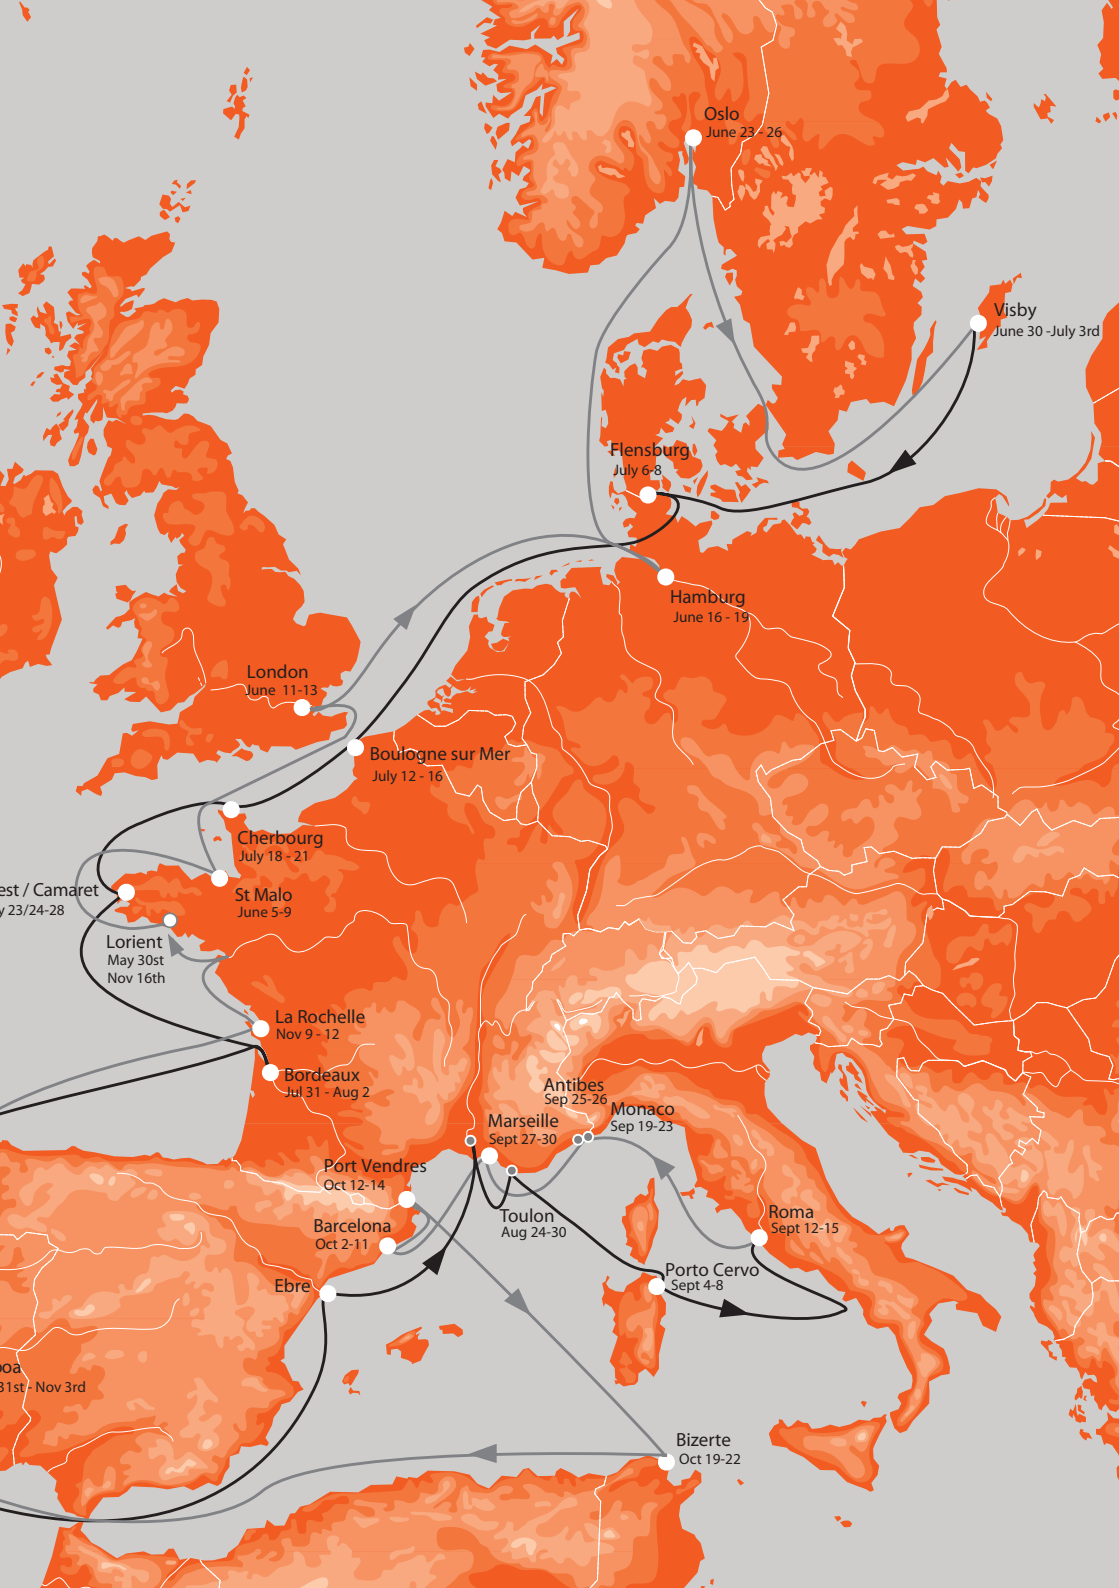 Oslo
June 23 - 26
Visby
June 30 -July 3rd
Flensburg
July 6-8
Hamburg
June 16 - 19
London
June 11-13
Boulogne sur Mer
July 12 - 16
Cherbourg
July 18 - 21
est / Camaret
y 23/24-28
St Malo
June 5-9
Lorient
May 30st
Nov 16th
La Rochelle
Nov 9 - 12
Bordeaux
Jul 31 - Aug 2
Antibes
Sep 25-26
Monaco
Sep 19-23
Marseille
Sept 27-30
Port Vendres
Oct 12-14
Toulon
Aug 24-30
Roma
Sept 12-15
Barcelona
Oct 2-11
Porto Cervo
Sept 4-8
Ebre
boa
31st - Nov 3rd
Bizerte
Oct 19-22